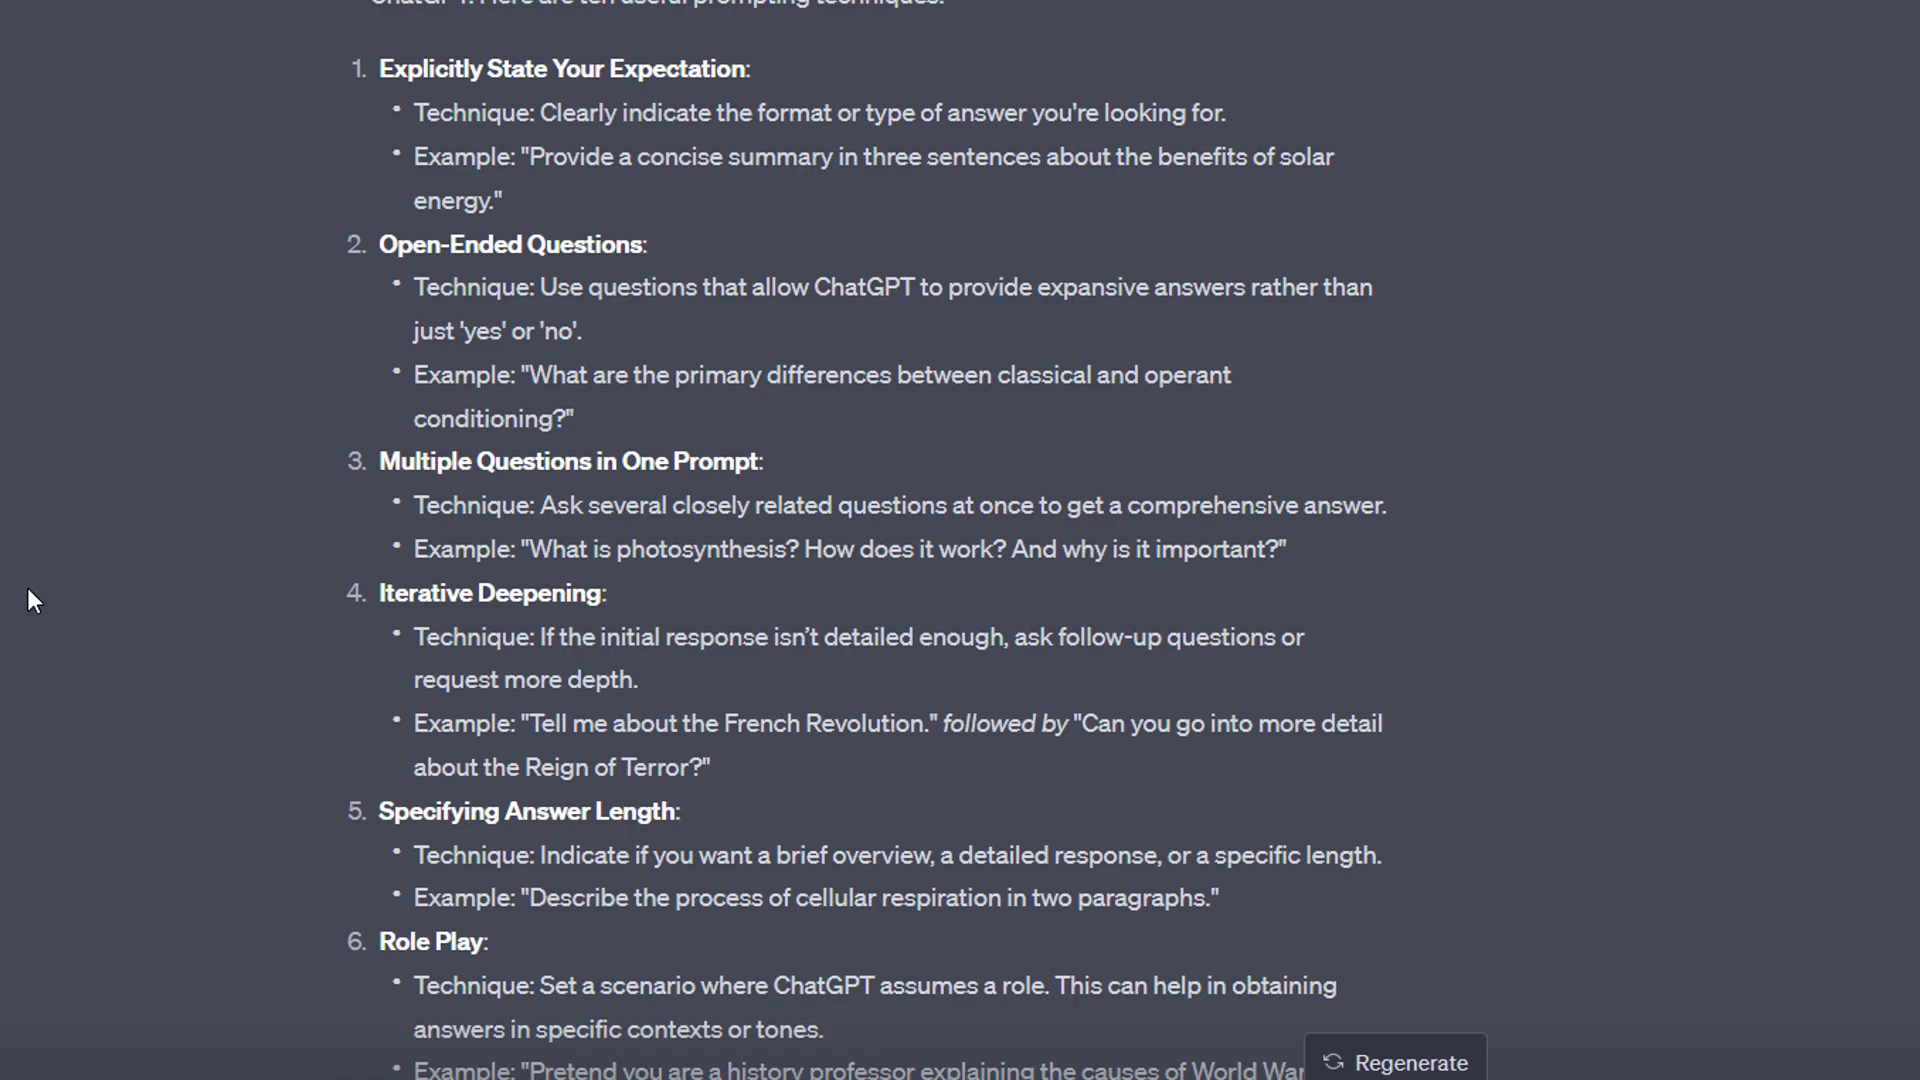 ChatGPT. Here are ten useful prompting techniques:
1. Explicitly State Your Expectation:
• Technique: Clearly indicate the format or type of answer you're looking for.
• Example: "Provide a concise summary in three sentences about the benefits of solar
energy."
2. Open-Ended Questions:
• Technique: Use questions that allow ChatGPT to provide expansive answers rather than
just 'yes' or 'no'.
• Example: "What are the primary differences between classical and operant
conditioning?"
3. Multiple Questions in One Prompt:
• Technique: Ask several closely related questions at once to get a comprehensive answer.
• Example: "What is photosynthesis? How does it work? And why is it important?"
4. Iterative Deepening:
• Technique: If the initial response isn’t detailed enough, ask follow-up questions or
request more depth.
• Example: "Tell me about the French Revolution." followed by "Can you go into more detail
about the Reign of Terror?"
5. Specifying Answer Length:
• Technique: Indicate if you want a brief overview, a detailed response, or a specific length.
• Example: "Describe the process of cellular respiration in two paragraphs."
6. Role Play:
• Technique: Set a scenario where ChatGPT assumes a role. This can help in obtaining
answers in specific contexts or tones.
• Example: "Pretend you are a history professor explaining the causes of World War
Regenerate